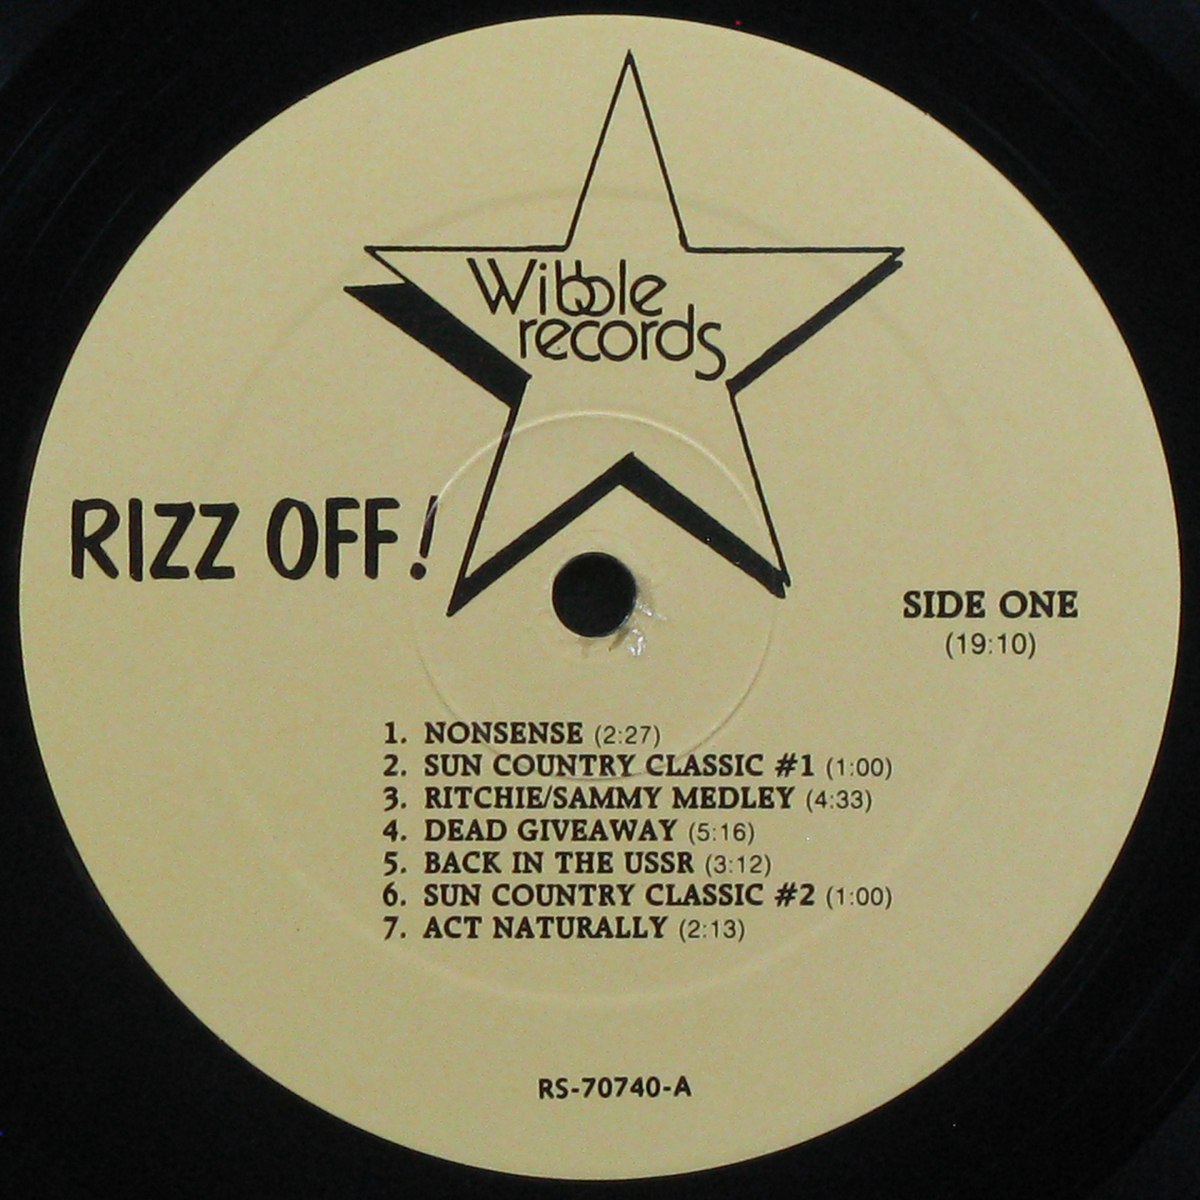 Wibble
records
RIZZ OFF!
SIDE ONE
(19:10)
1. NONSENSE (2:27)
2. SUN COUNTRY CLASSIC #1 (1:00)
3. RITCHIE/SAMMY MEDLEY (4:33)
4. DEAD GIVEAWAY (5:16)
5. BACK IN THE USSR (3:12)
6. SUN COUNTRY CLASSIC #2 (1:00)
7. ACT NATURALLY (2:13)
RS-70740-A